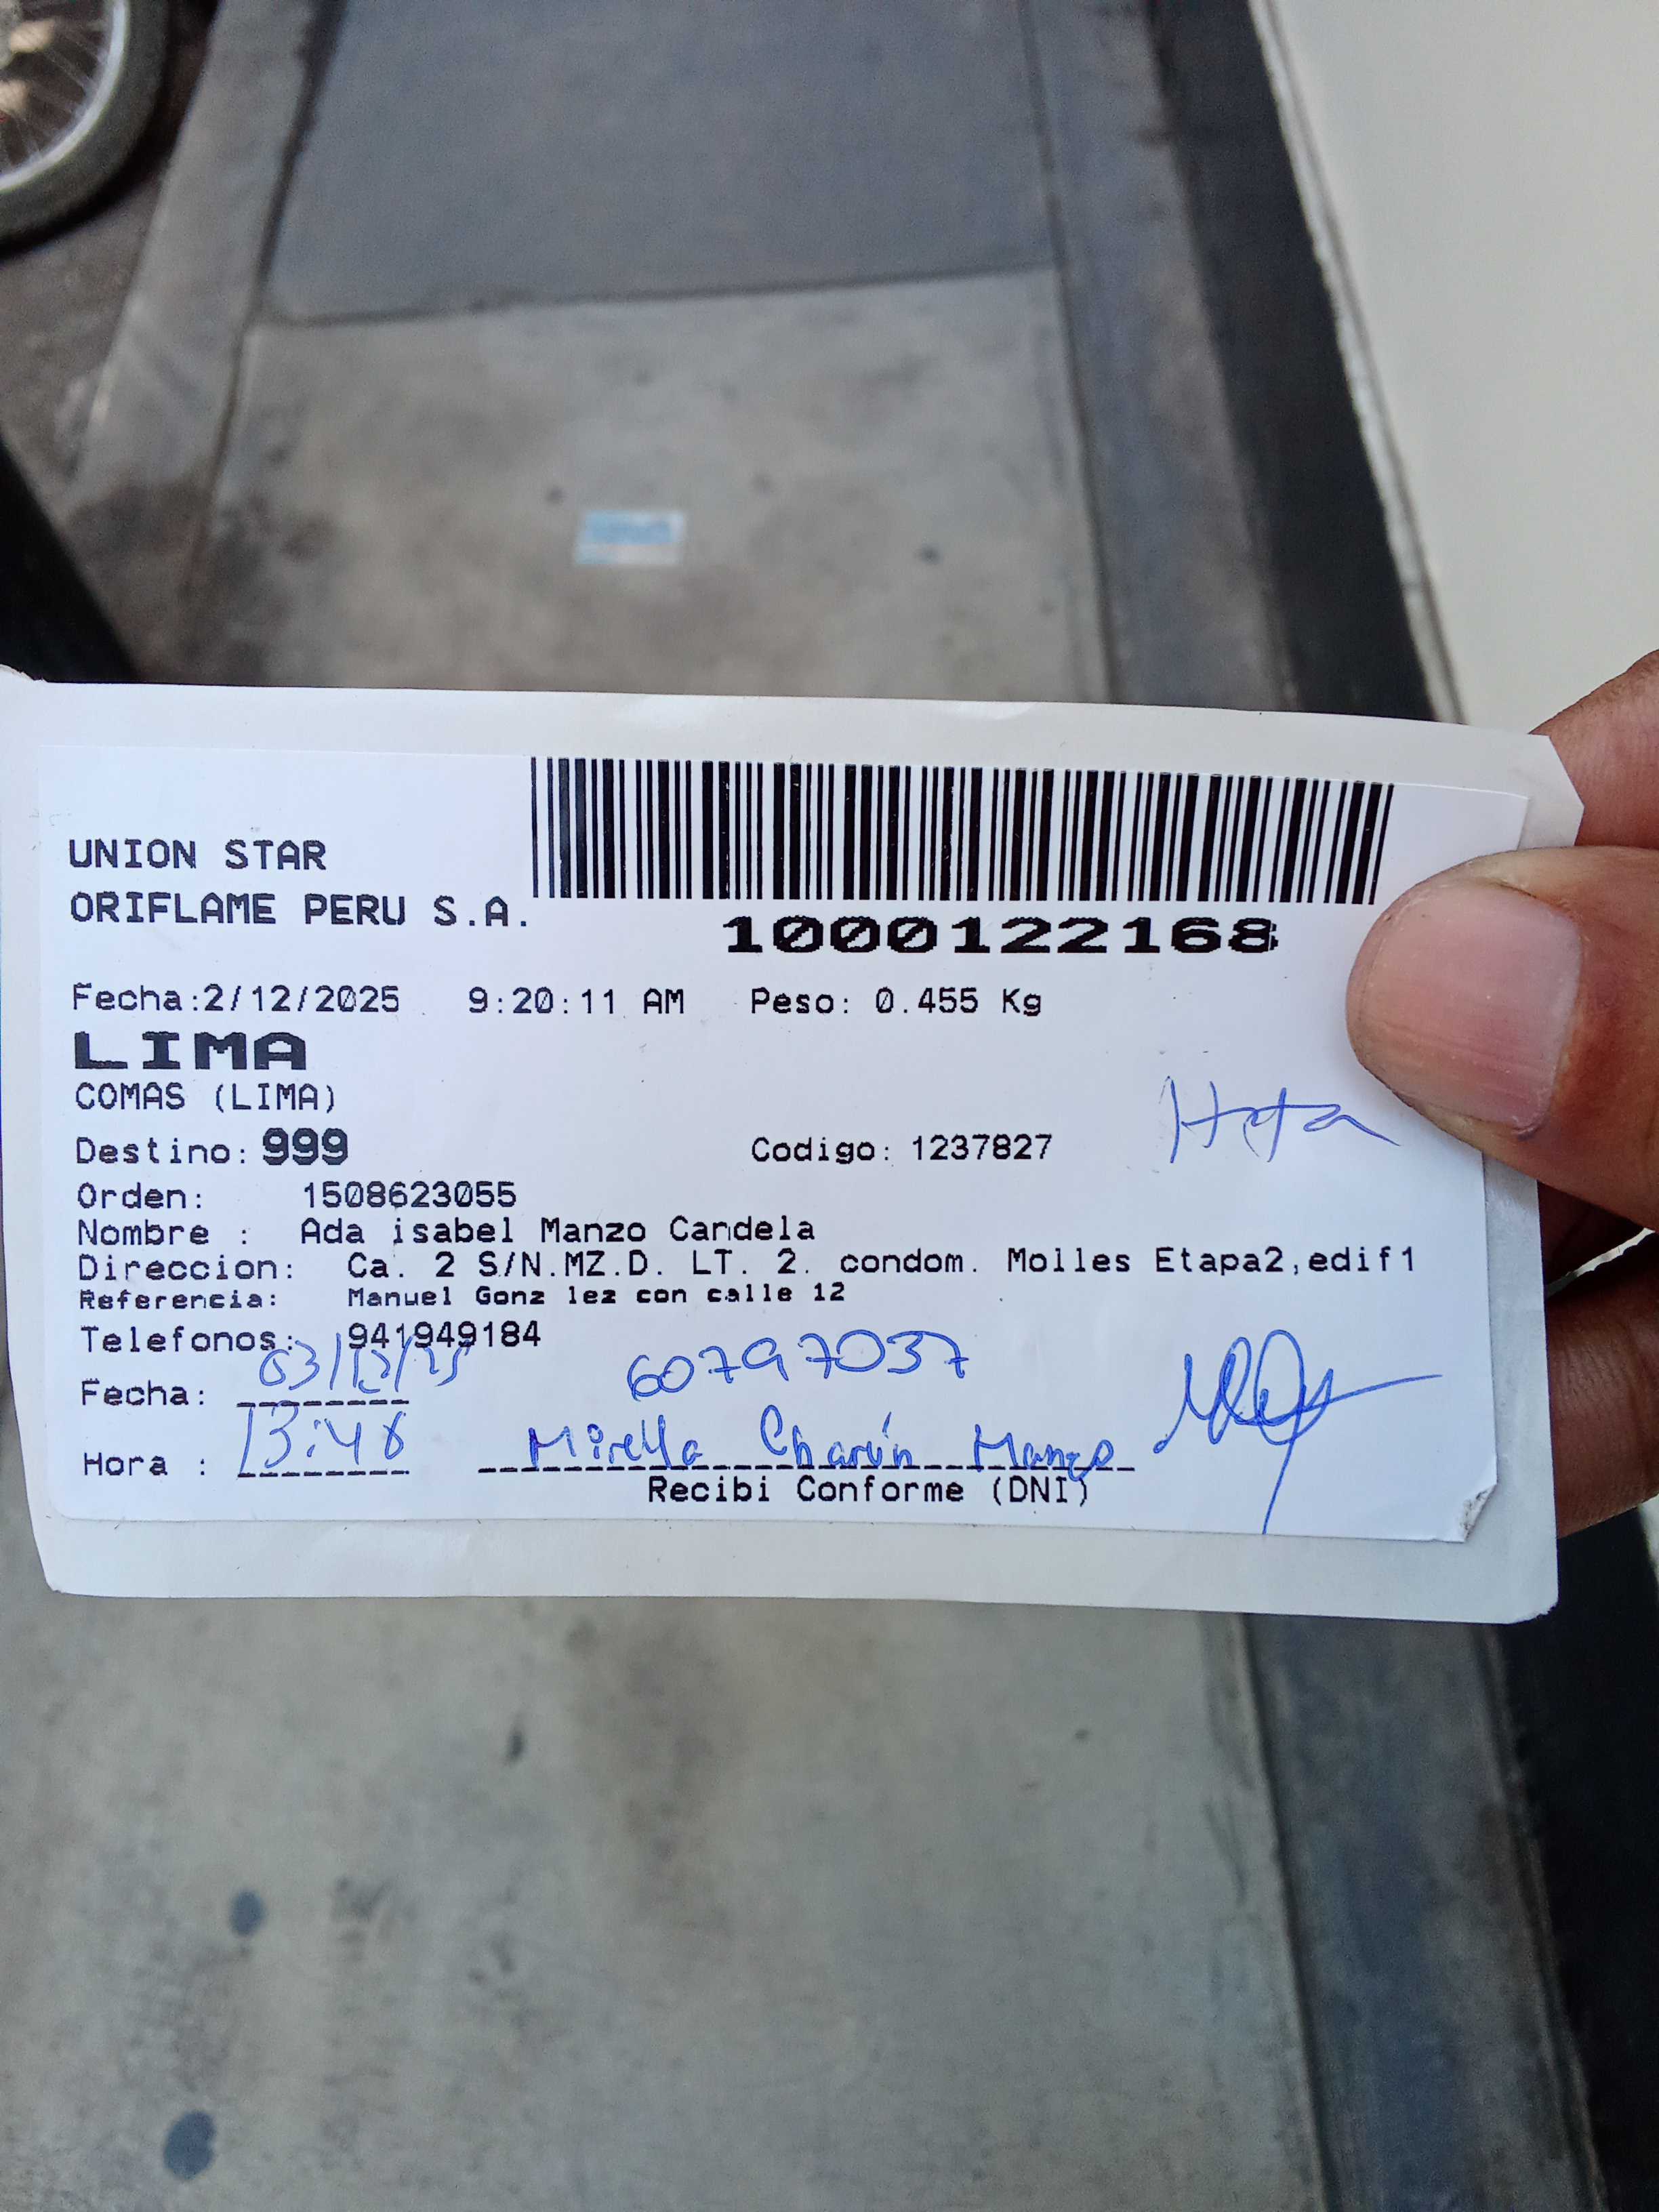 UNION STAR
ORIFLAME PERU S.A.
1000122168
Fecha:2/12/2025 9:20:11 AM Peso: 0.455 Kg
LIMA
COMAS (LIMA)
Destino: 999 Codigo: 1237827
Orden: 1508623055
Nombre : Ada isabel Manzo Candela
Direccion: Ca. 2 S/N.MZ.D. LT. 2. condom. Molles Etapa2,edif1
Referencia: Manuel Gonz lez con calle 12
Telefonos: 941949184
Fecha: 03/12/25 60797037
Hora : 13:48 Mirella Charún Manzo
Recibi Conforme (DNI)